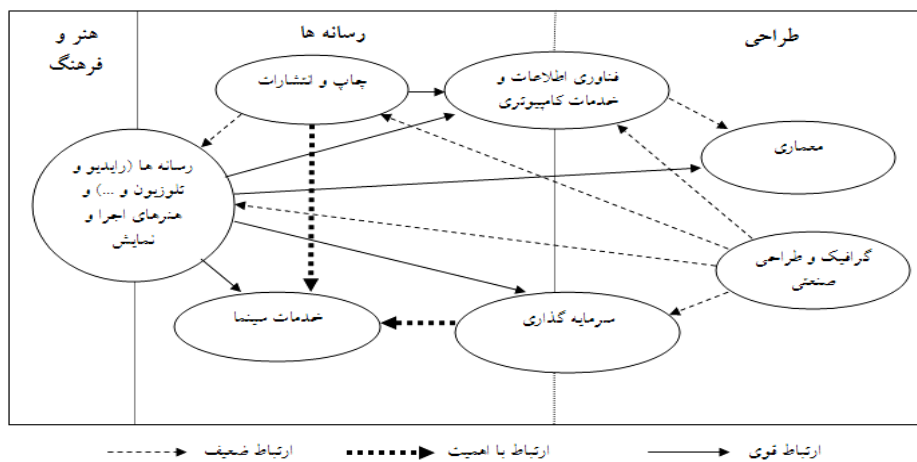 طراحی
رسانه ها
هنر و
فرهنگ
چاپ و انتشارات
فناوری اطلاعات و
خدمات کامپیوتری
معماری
رسانه ها (رایدیو و
تلوزیون و ...) و
هنرهای اجرا و
نمایش
گرافیک و طراحی
صنعتی
خدمات سینما
سرمایه گذاری
ارتباط قوی
ارتباط با اهمیت
ارتباط ضعیف